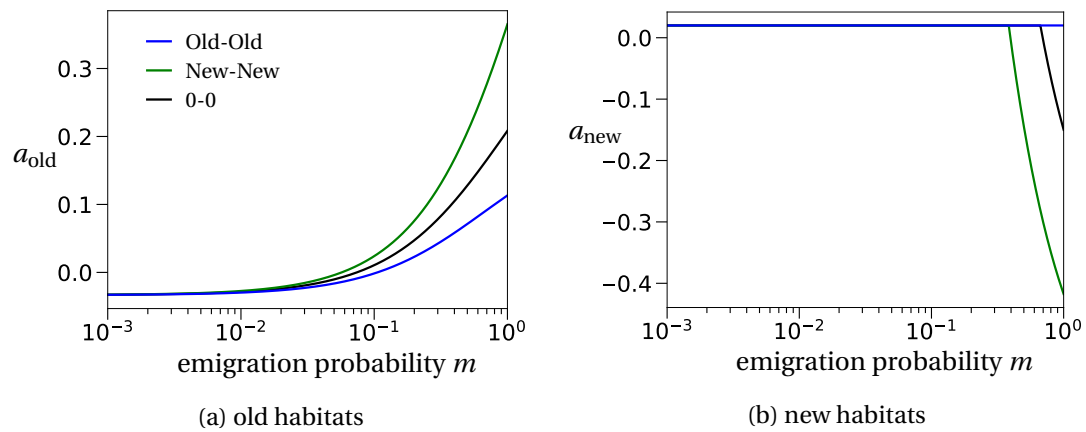 Old-Old
New-New
0-0
0.3
0.2
0.1
0.0
a_old
10^-3
10^-2
10^-1
10^0
emigration probability m
(a) old habitats
0.0
−0.1
−0.2
−0.3
−0.4
a_new
10^-3
10^-2
10^-1
10^0
emigration probability m
(b) new habitats